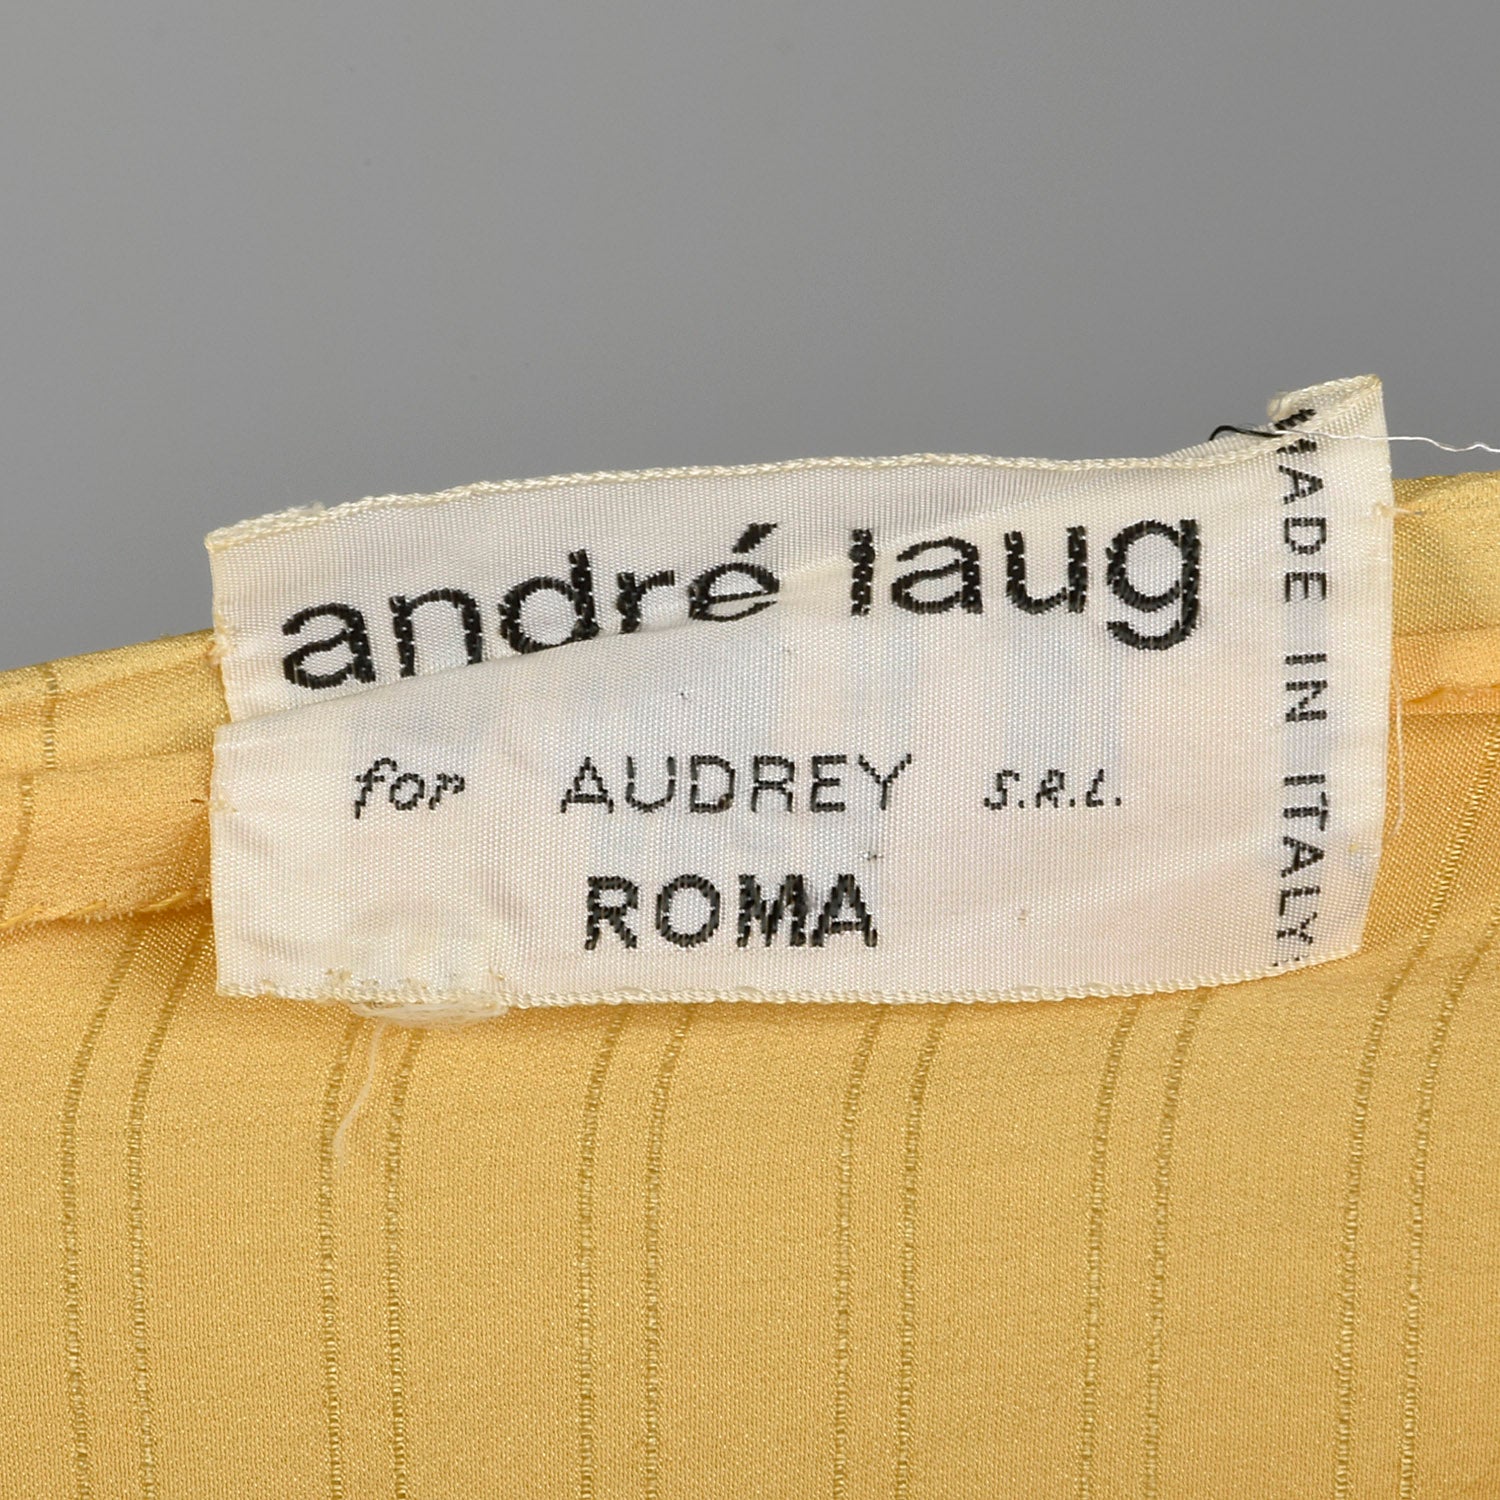 andré laug
for AUDREY S.R.L.
ROMA
MADE IN ITALY